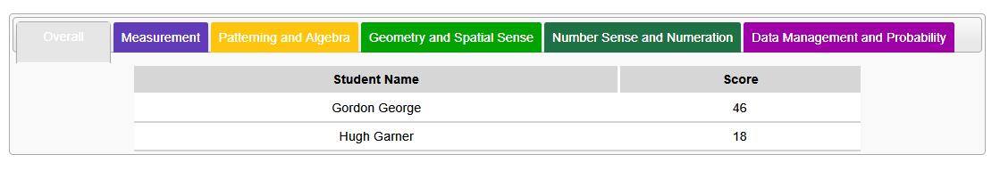 Overall Measurement Patterning and Algebra Geometry and Spatial Sense Number Sense and Numeration Data Management and Probability
Student Name Score
Gordon George 46
Hugh Garner 18